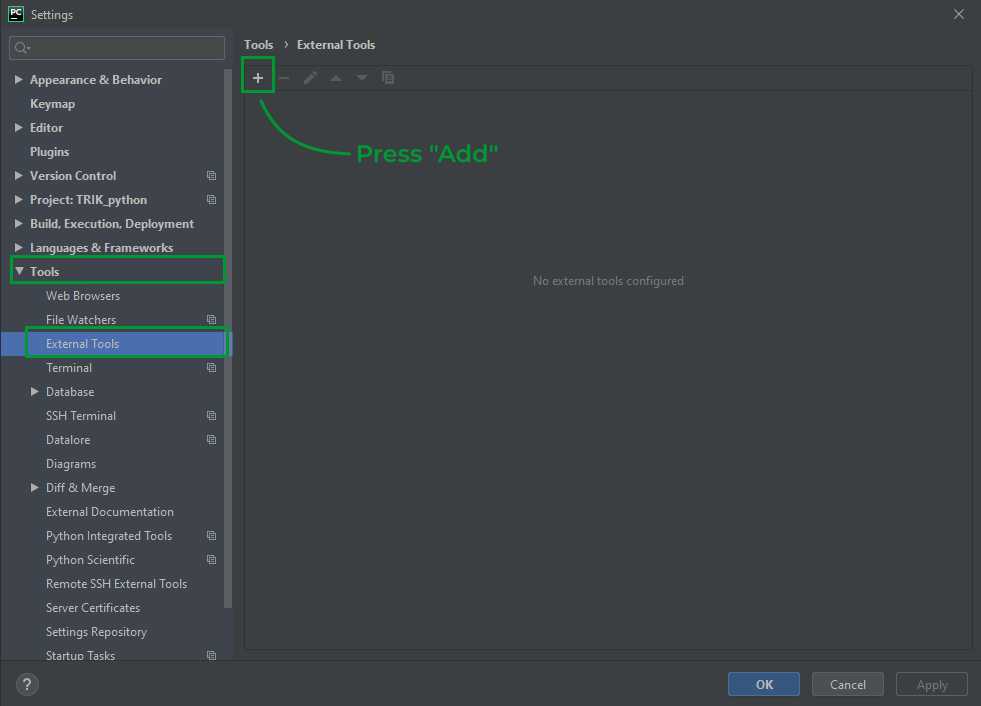 PC
Settings
Tools › External Tools
Appearance & Behavior
Keymap
Editor
Plugins
Version Control
Project: TRIK_python
Build, Execution, Deployment
Languages & Frameworks
Tools
Web Browsers
File Watchers
External Tools
Terminal
Database
SSH Terminal
Datalore
Diagrams
Diff & Merge
External Documentation
Python Integrated Tools
Python Scientific
Remote SSH External Tools
Server Certificates
Settings Repository
Startup Tasks
Press "Add"
No external tools configured
?
OK
Cancel
Apply